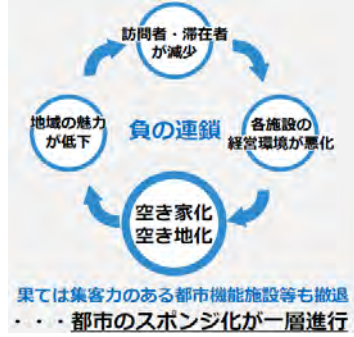 訪問者・滞在者
が減少
地域の魅力
が低下
負の連鎖
各施設の
経営環境が悪化
空き家化
空き地化
果ては集客力のある都市機能施設等も撤退
・・・都市のスポンジ化が一層進行